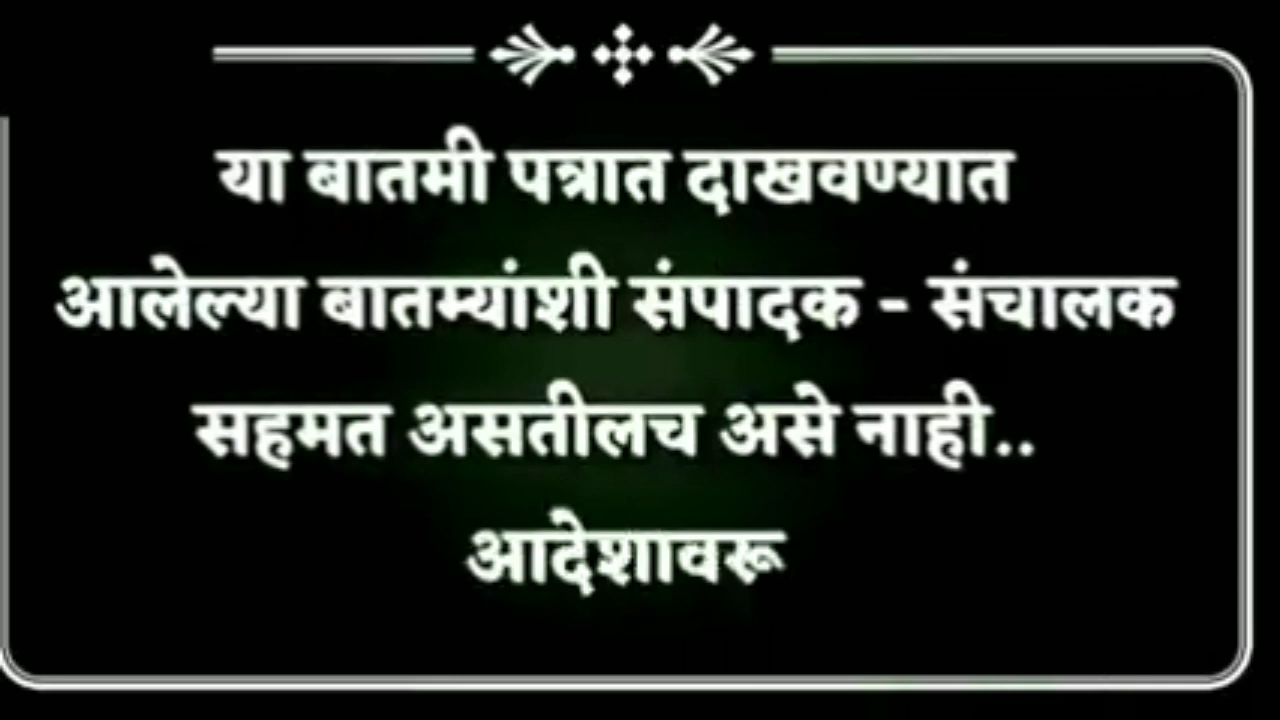 या बातमी पत्रात दाखवण्यात
आलेल्या बातम्यांशी संपादक - संचालक
सहमत असतीलच असे नाही..
आदेशावरू